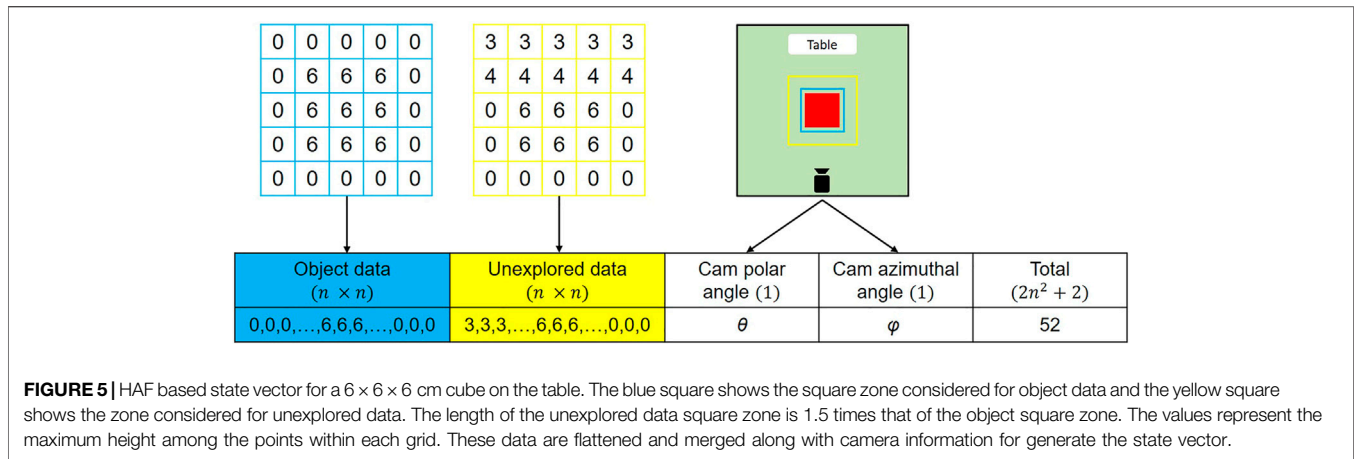 0 0 0 0 0
0 6 6 6 0
0 6 6 6 0
0 6 6 6 0
0 0 0 0 0
3 3 3 3 3
4 4 4 4 4
0 6 6 6 0
0 6 6 6 0
0 0 0 0 0
Table
Object data
(n × n)
Unexplored data
(n × n)
Cam polar
angle (1)
Cam azimuthal
angle (1)
Total
(2n² + 2)
0,0,0,…,6,6,6,…,0,0,0
3,3,3,…,6,6,6,…,0,0,0
θ
φ
52
FIGURE 5 | HAF based state vector for a 6 × 6 × 6 cm cube on the table. The blue square shows the square zone considered for object data and the yellow square
shows the zone considered for unexplored data. The length of the unexplored data square zone is 1.5 times that of the object square zone. The values represent the
maximum height among the points within each grid. These data are flattened and merged along with camera information for generate the state vector.